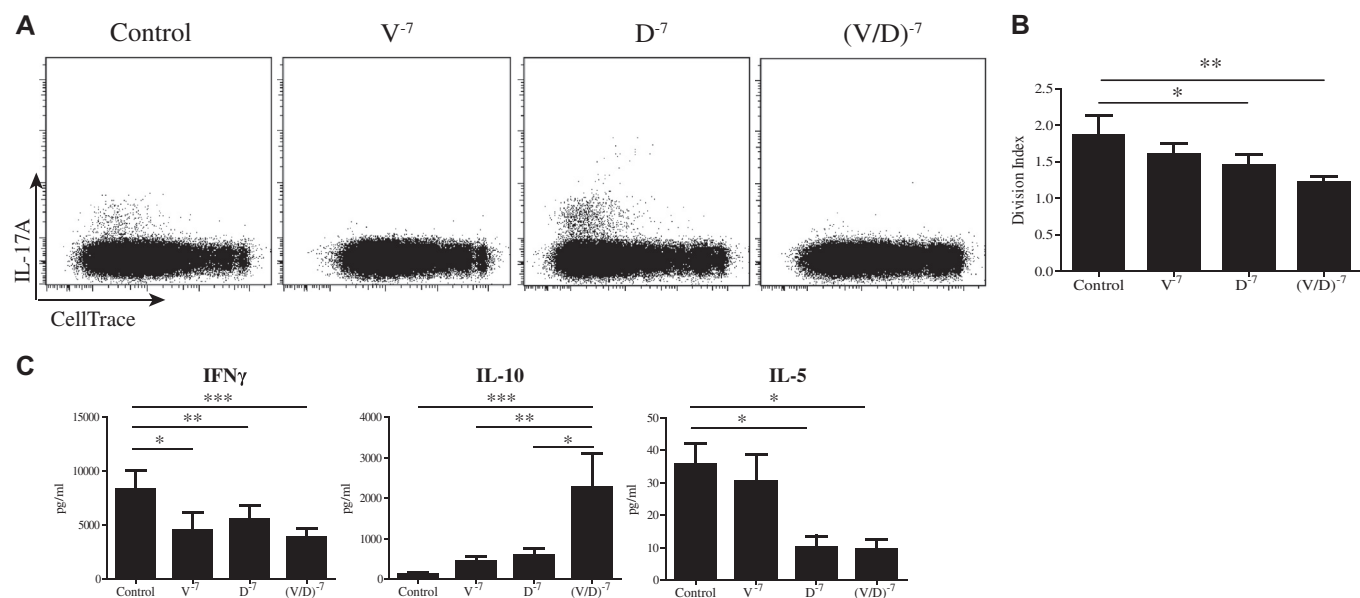 A
Control
V-7
D-7
(V/D)-7
IL-17A
CellTrace
B
**
*
2.5
2.0
1.5
1.0
0.5
0.0
Division Index
Control
V-7
D-7
(V/D)-7
C
IFNγ
***
**
*
15000
10000
5000
0
pg/ml
Control
V-7
D-7
(V/D)-7
IL-10
***
**
*
4000
3000
2000
1000
0
pg/ml
Control
V-7
D-7
(V/D)-7
IL-5
*
*
50
40
30
20
10
0
pg/ml
Control
V-7
D-7
(V/D)-7